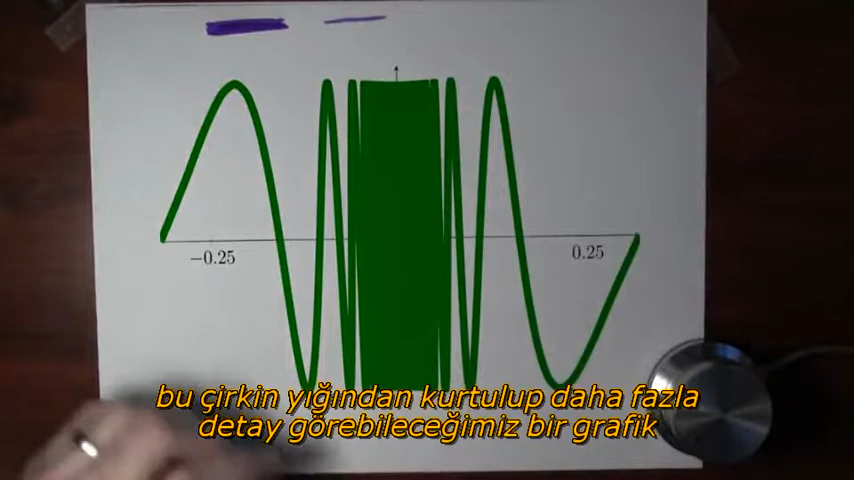 −0.25
0.25
bu çirkin yığından kurtulup daha fazla
detay görebileceğimiz bir grafik